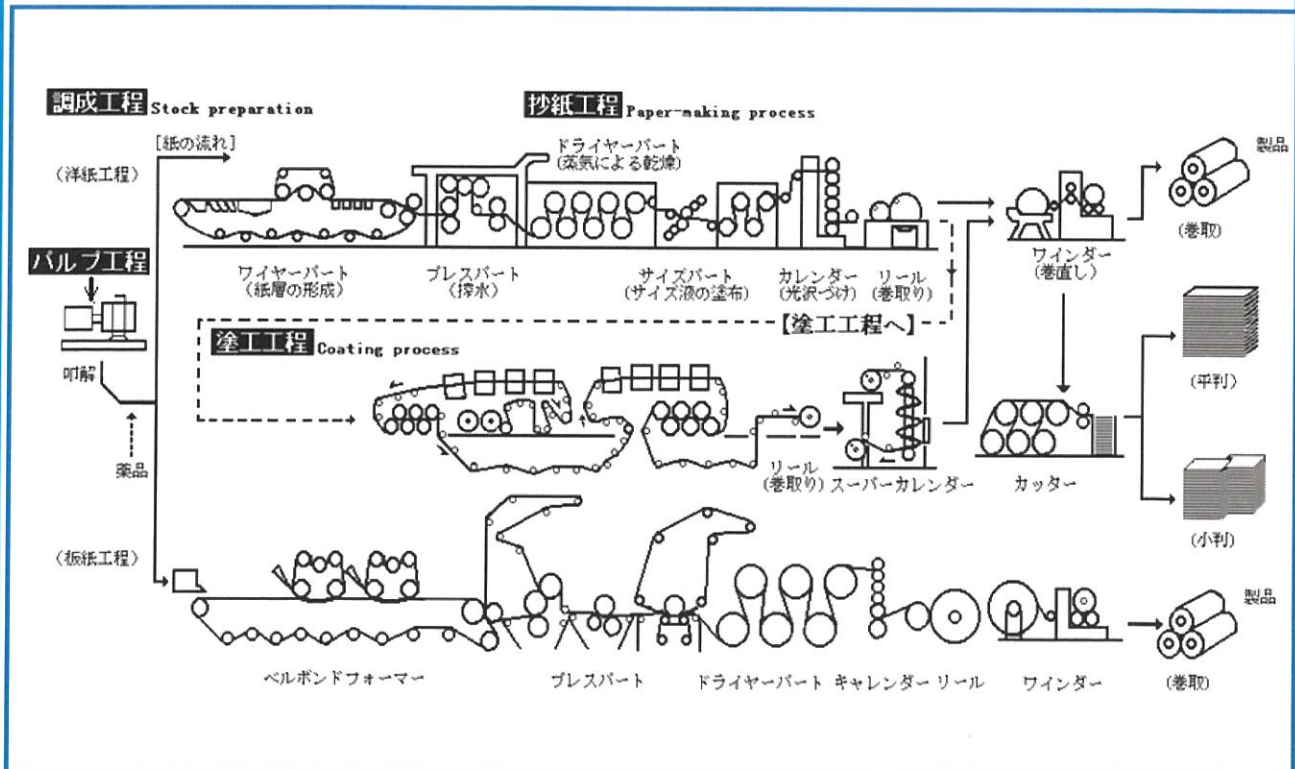 調成工程 Stock preparation
抄紙工程 Paper-making process
[紙の流れ]
(洋紙工程)
ドライヤーパート
(蒸気による乾燥)
製品
(巻取)
パルプ工程
ワイヤーパート
(紙層の形成)
プレスパート
(搾水)
サイズパート
(サイズ液の塗布)
カレンダー
(光沢づけ)
リール
(巻取り)
ワインダー
(巻直し)
【塗工工程へ】
塗工工程 Coating process
叩解
薬品
(平判)
リール
(巻取り)
スーパーカレンダー
カッター
(小判)
(板紙工程)
製品
ベルボンドフォーマー
プレスパート
ドライヤーパート
キャレンダー
リール
ワインダー
(巻取)